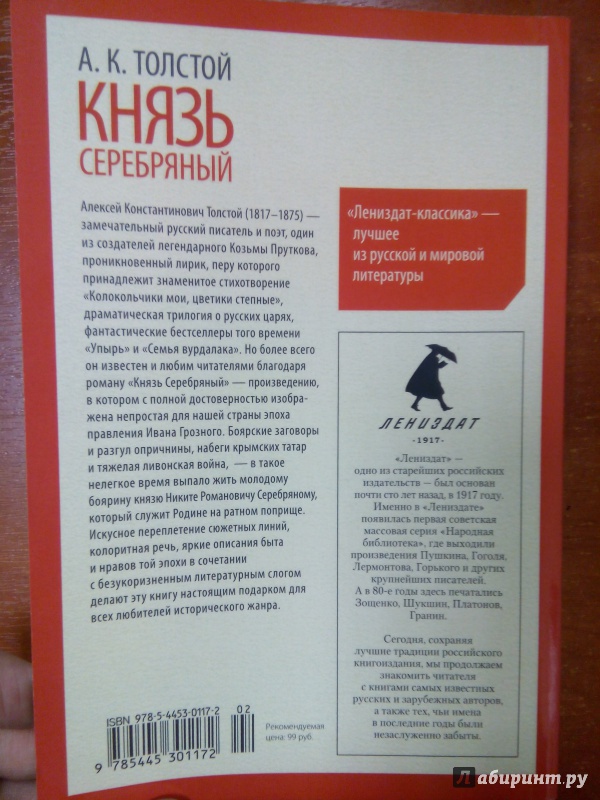 А. К. ТОЛСТОЙ
КНЯЗЬ
СЕРЕБРЯНЫЙ
Алексей Константинович Толстой (1817–1875) —
замечательный русский писатель и поэт, один
из создателей легендарного Козьмы Пруткова,
проникновенный лирик, перу которого
принадлежит знаменитое стихотворение
«Колокольчики мои, цветики степные»,
драматическая трилогия о русских царях,
фантастические бестселлеры того времени
«Упырь» и «Семья вурдалака». Но более всего
он известен и любим читателями благодаря
роману «Князь Серебряный» — произведению,
в котором с полной достоверностью изобра-
жена непростая для нашей страны эпоха
правления Ивана Грозного. Боярские заговоры
и разгул опричнины, набеги крымских татар
и тяжелая ливонская война, — в такое
нелегкое время выпало жить молодому
боярину князю Никите Романовичу Серебряному,
который служит Родине на ратном поприще.
Искусное переплетение сюжетных линий,
колоритная речь, яркие описания быта
и нравов той эпохи в сочетании
с безукоризненным литературным слогом
делают эту книгу настоящим подарком для
всех любителей исторического жанра.
«Лениздат-классика» —
лучшее
из русской и мировой
литературы
ЛЕНИЗДАТ
-1917-
«Лениздат» —
одно из старейших российских
издательств — был основан
почти сто лет назад, в 1917 году.
Именно в «Лениздате»
появилась первая советская
массовая серия «Народная
библиотека», где выходили
произведения Пушкина, Гоголя,
Лермонтова, Горького и других
крупнейших писателей.
А в 80-е годы здесь печатались
Зощенко, Шукшин, Платонов,
Гранин.
Сегодня, сохраняя
лучшие традиции российского
книгоиздания, мы продолжаем
знакомить читателя
с книгами самых известных
русских и зарубежных авторов,
а также тех, чьи имена
в последние годы были
незаслуженно забыты.
ISBN 978-5-4453-0117-2
02
9 785445 301172
Рекомендуемая
цена 99 руб.
Лабиринт.ру